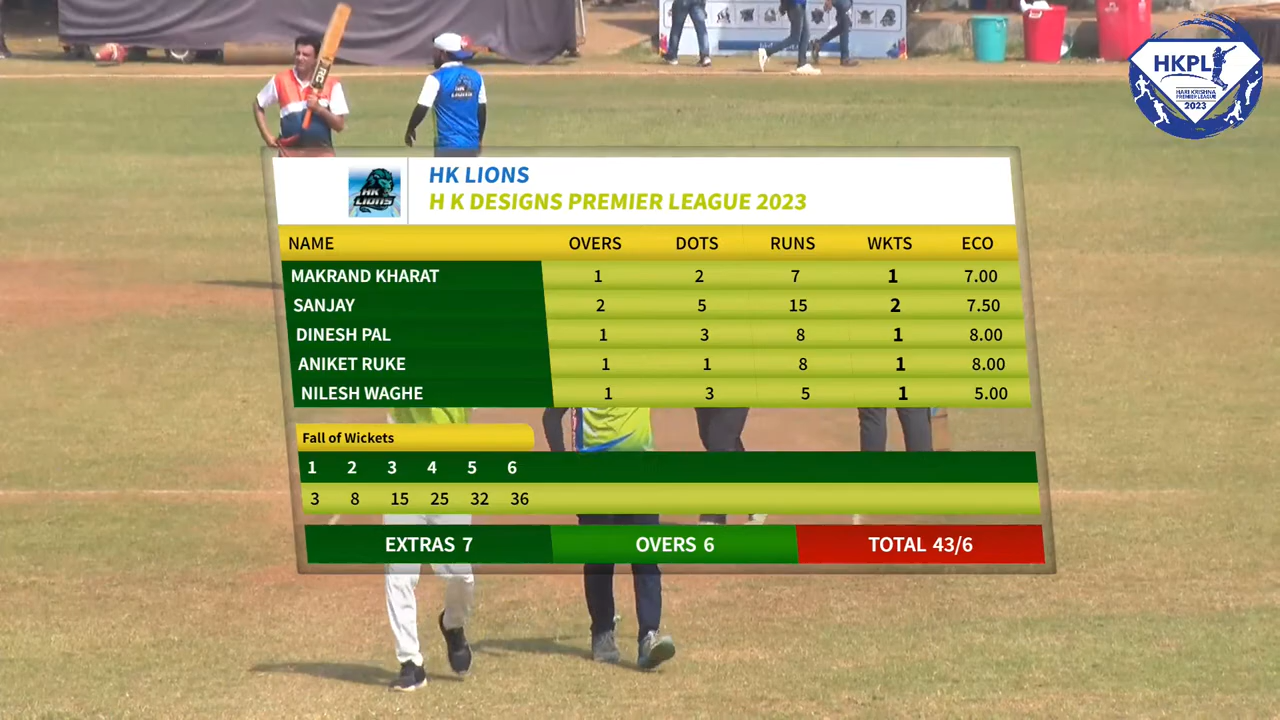 HKPL
HARI KRISHNA
PREMIER LEAGUE
2023
HK
LIONS
HK
LIONS
HK LIONS
H K DESIGNS PREMIER LEAGUE 2023
NAME OVERS DOTS RUNS WKTS ECO
MAKRAND KHARAT 1 2 7 1 7.00
SANJAY 2 5 15 2 7.50
DINESH PAL 1 3 8 1 8.00
ANIKET RUKE 1 1 8 1 8.00
NILESH WAGHE 1 3 5 1 5.00
Fall of Wickets
1 2 3 4 5 6
3 8 15 25 32 36
EXTRAS 7 OVERS 6 TOTAL 43/6